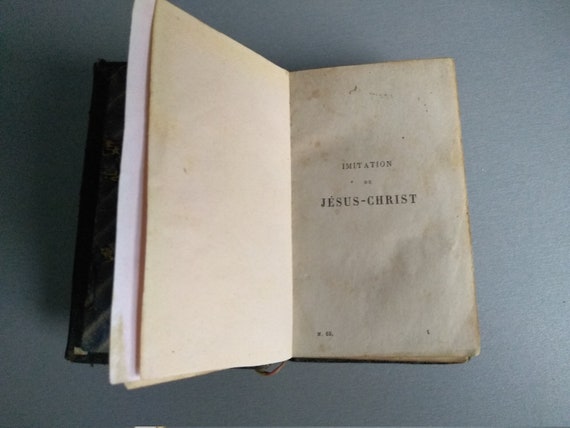 IMITATION
DE
JÉSUS-CHRIST
1.